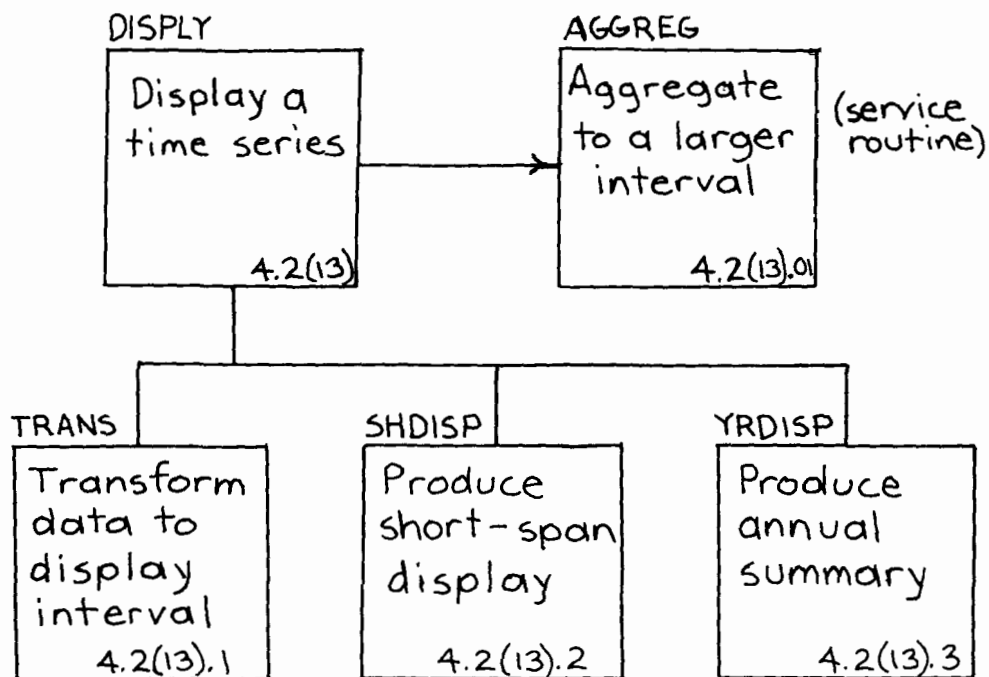 DISPLY
Display a
time series
4.2(13)
AGGREG
Aggregate
to a larger
interval
4.2(13).01
(service
routine)
TRANS
Transform
data to
display
interval
4.2(13).1
SHDISP
Produce
short-span
display
4.2(13).2
YRDISP
Produce
annual
summary
4.2(13).3